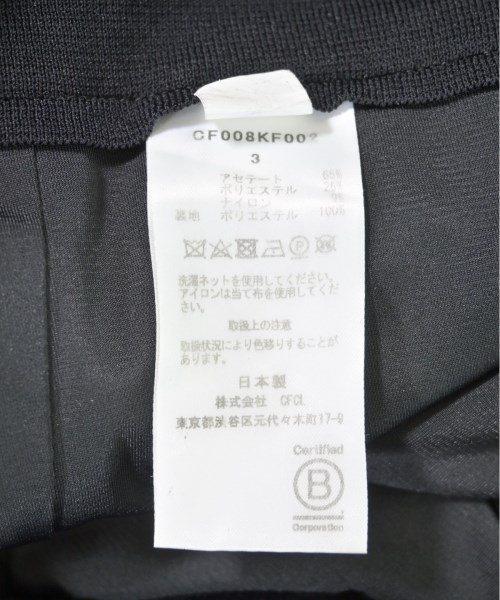 CF008KF002
3
アセテート 66%
ポリエステル 25%
ナイロン 9%
裏地 ポリエステル 100%
洗濯ネットを使用してください。
アイロンは当て布を使用してください。
取扱上の注意
取扱状況により色移りすることが
あります。
日本製
株式会社 CFCL
東京都渋谷区元代々木町17-9
Certified
B
Corporation